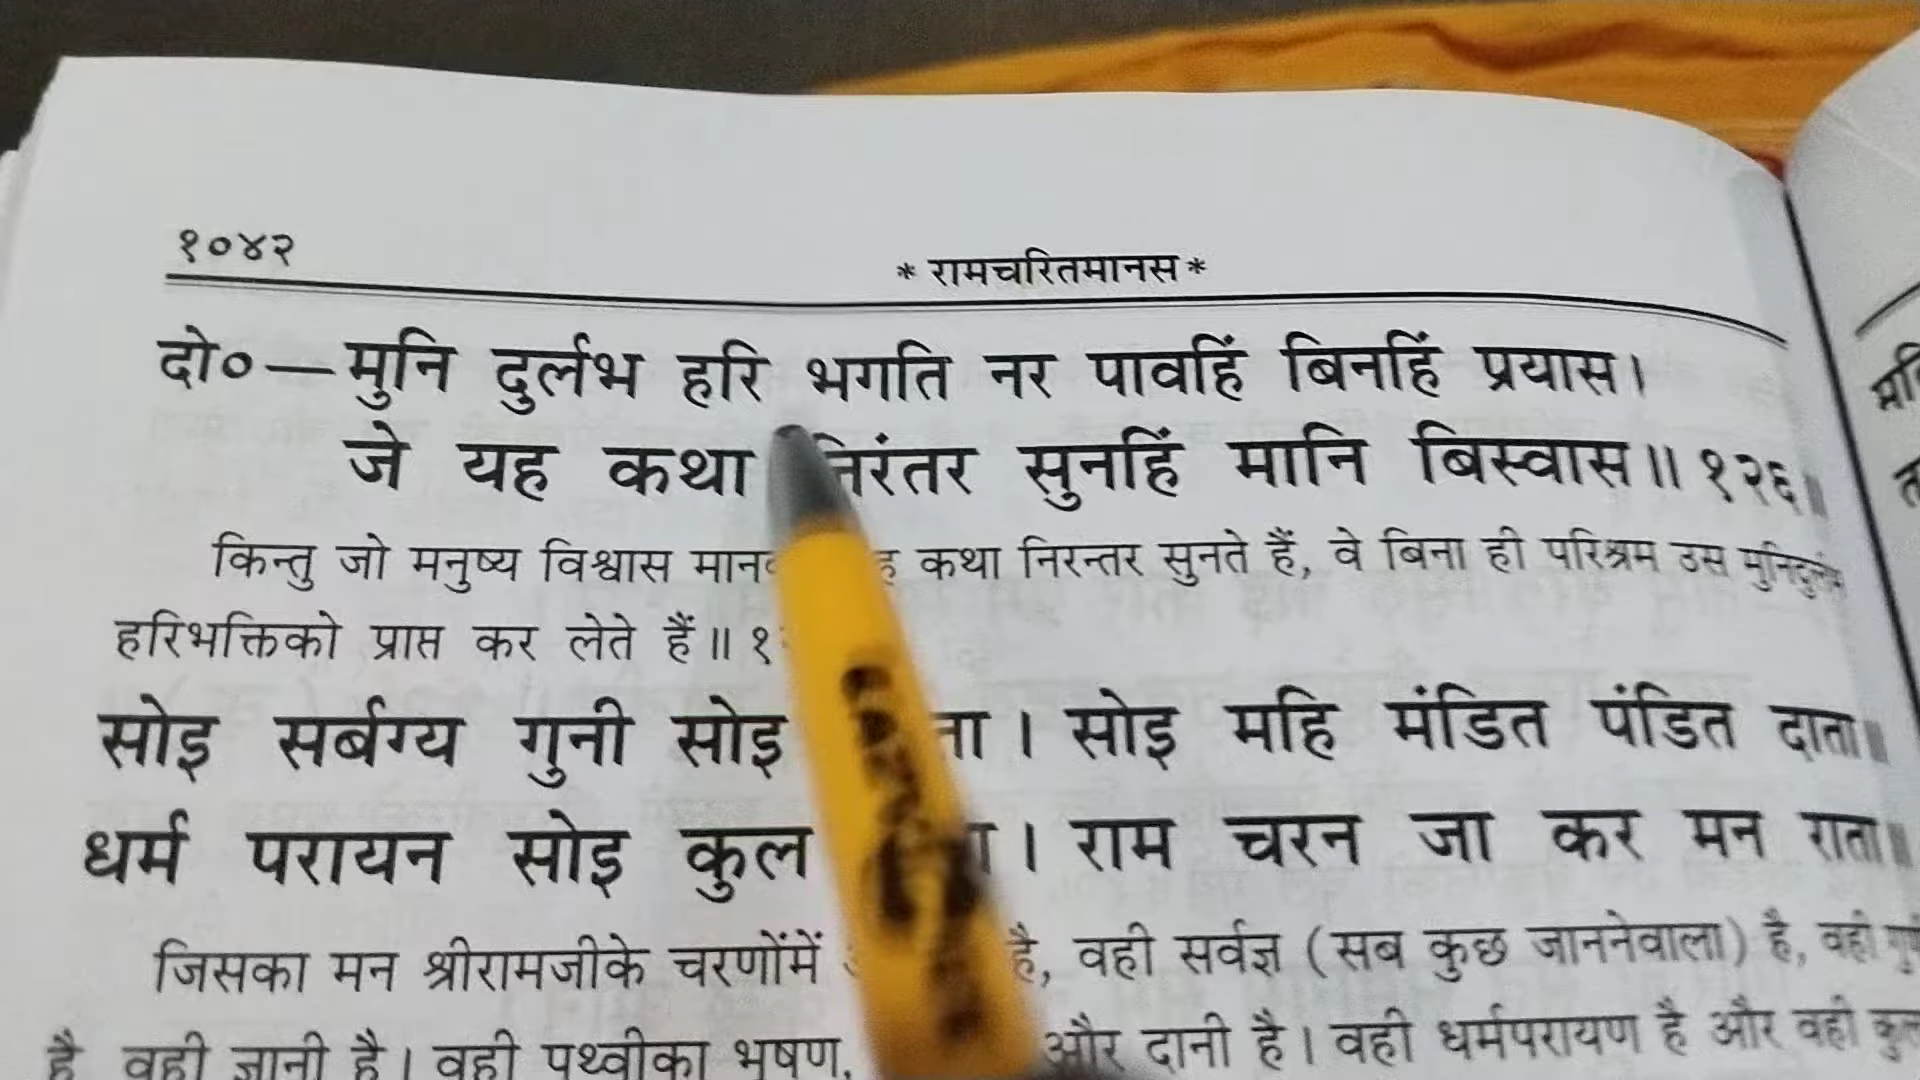 १०४२
* रामचरितमानस *
दो०—मुनि दुर्लभ हरि भगति नर पावहिं बिनहिं प्रयास।
जे यह कथा निरंतर सुनहिं मानि बिस्वास॥ १२६॥
किन्तु जो मनुष्य विश्वास कथा निरन्तर सुनते हैं, वे बिना ही परिश्रम उस मुनिदुर्लभ
हरिभक्तिको प्राप्त कर लेते हैं॥
सोइ सर्बग्य गुनी सोइ । सोइ महि मंडित पंडित दाता॥
धर्म परायन सोइ कुल । राम चरन जा कर मन राता॥
जिसका मन श्रीरामजीके चरणोंमें है, वही सर्वज्ञ (सब कुछ जाननेवाला) है, वही
है, वही ज्ञानी है। वही पृथ्वीका भूषण, और दानी है। वही धर्मपरायण है और वही